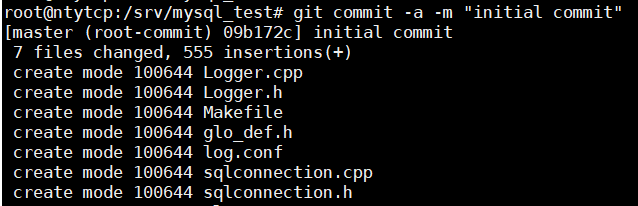 root@ntytcp:/srv/mysql_test# git commit -a -m "initial commit"
[master (root-commit) 09b172c] initial commit
 7 files changed, 555 insertions(+)
 create mode 100644 Logger.cpp
 create mode 100644 Logger.h
 create mode 100644 Makefile
 create mode 100644 glo_def.h
 create mode 100644 log.conf
 create mode 100644 sqlconnection.cpp
 create mode 100644 sqlconnection.h